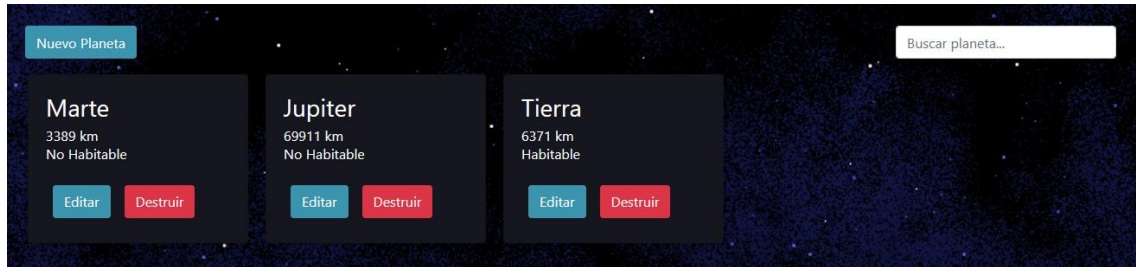 Nuevo Planeta
Buscar planeta...
Marte
3389 km
No Habitable
Editar
Destruir
Jupiter
69911 km
No Habitable
Editar
Destruir
Tierra
6371 km
Habitable
Editar
Destruir